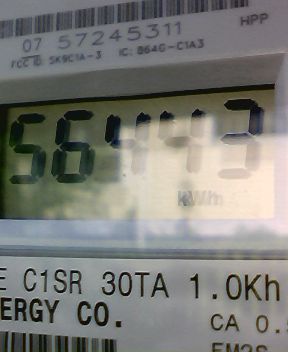 HPP
07 57245311
FCC ID: SK9C1A-3 IC: 864G-C1A3
56443
kWh
E C1SR 30TA 1.0Kh
ERGY CO.
CA 0.5